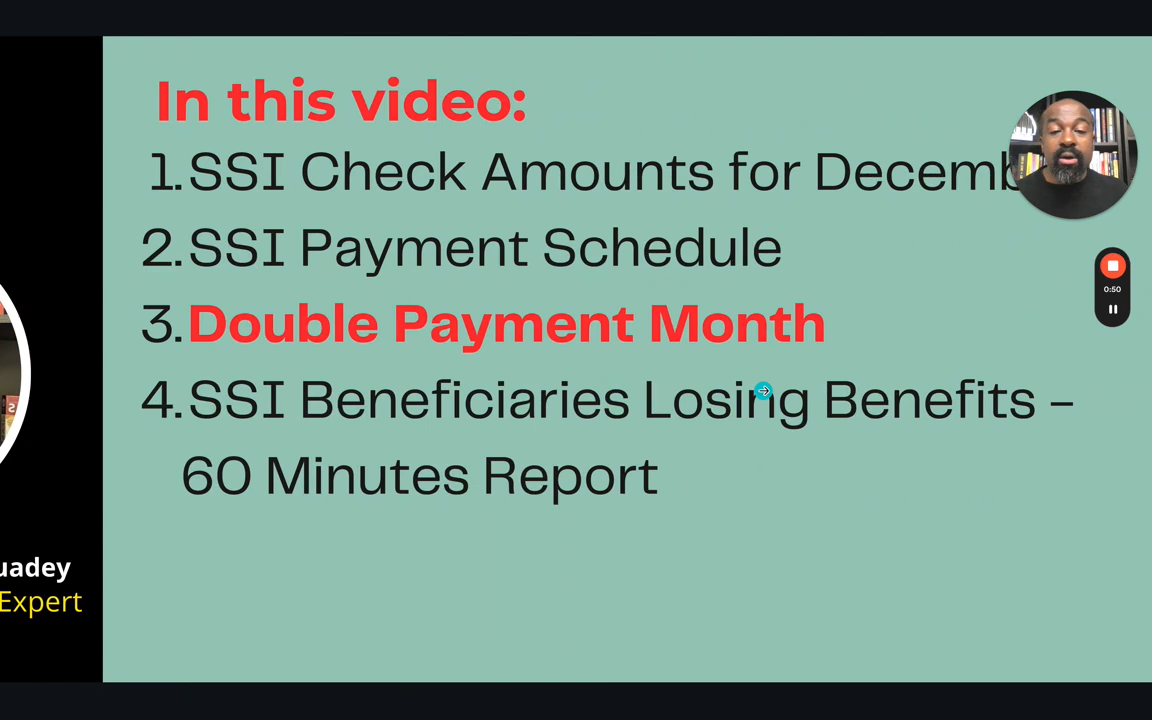 In this video:
1.SSI Check Amounts for Decemb
2.SSI Payment Schedule
3.Double Payment Month
4.SSI Beneficiaries Losing Benefits -
60 Minutes Report
0:50
uadey
Expert